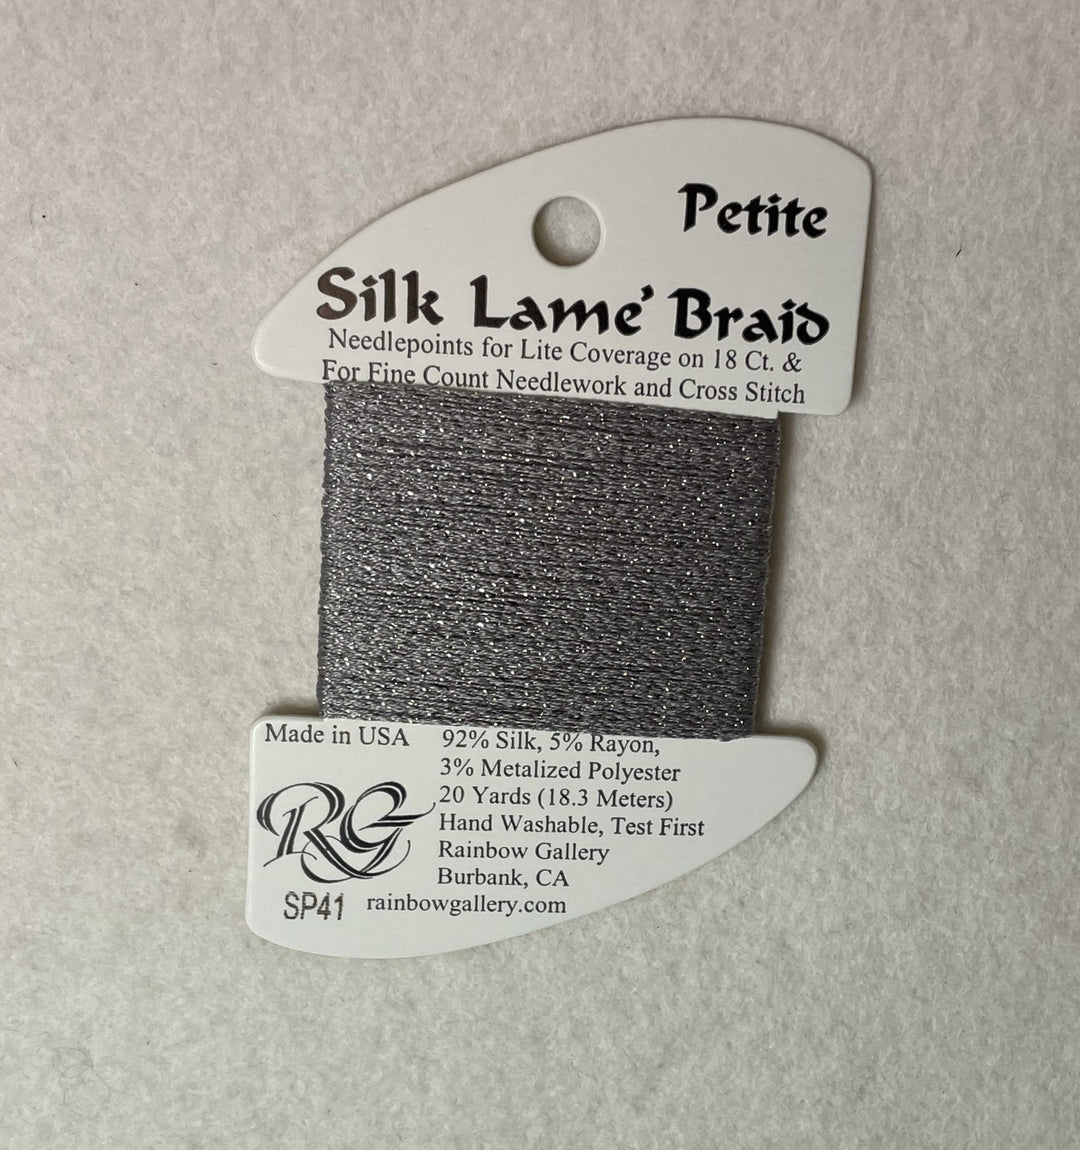 Petite
Silk Lame' Braid
Needlepoints for Lite Coverage on 18 Ct. &
For Fine Count Needlework and Cross Stitch
Made in USA
92% Silk, 5% Rayon,
3% Metalized Polyester
20 Yards (18.3 Meters)
Hand Washable, Test First
Rainbow Gallery
Burbank, CA
rainbowgallery.com
RG
SP41